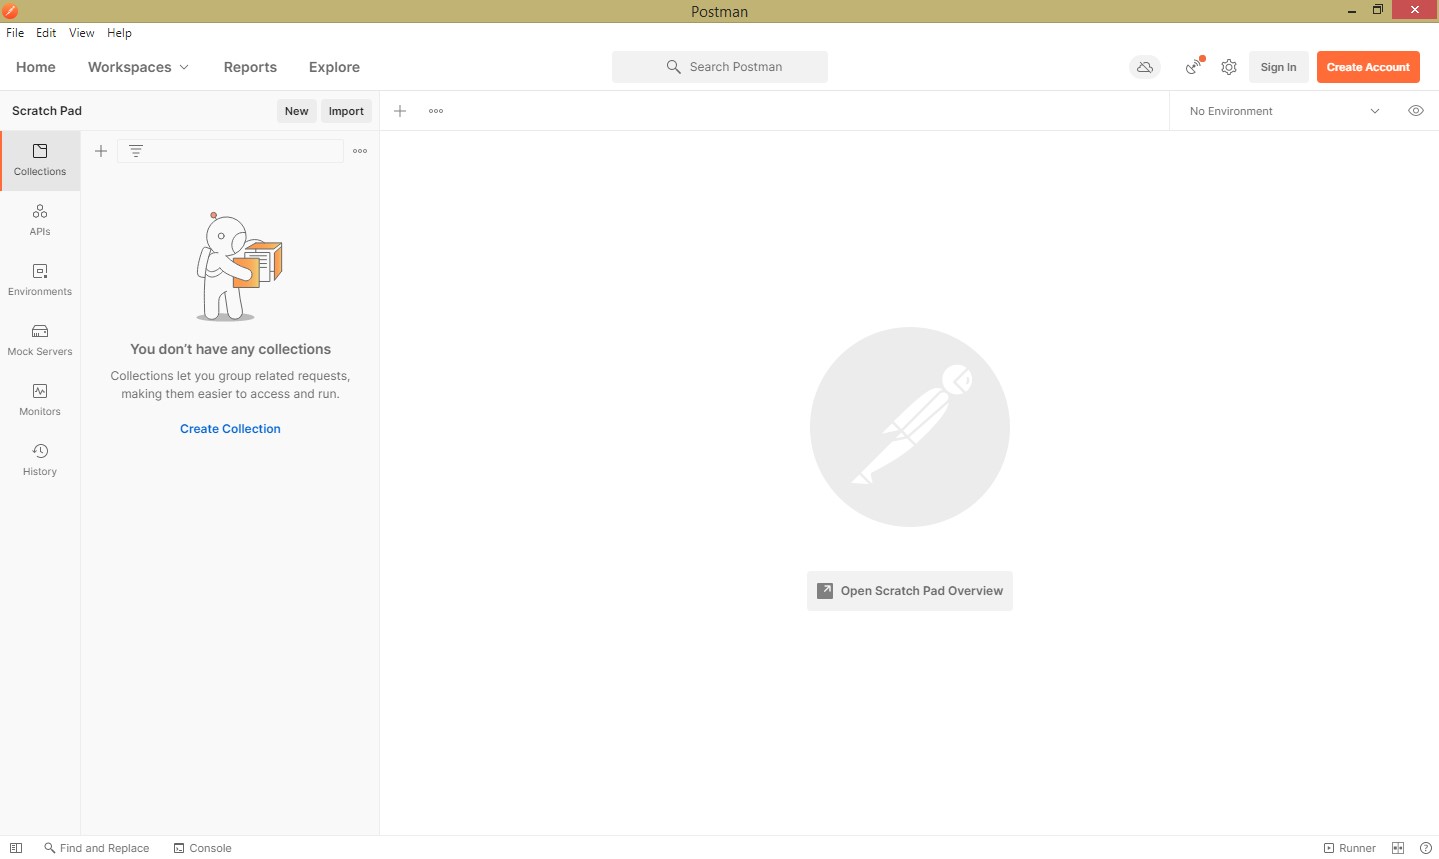 Postman
File Edit View Help
Home Workspaces Reports Explore Search Postman Sign In Create Account
Scratch Pad New Import No Environment
Collections
APIs
Environments
Mock Servers
Monitors
History
You don't have any collections
Collections let you group related requests,
making them easier to access and run.
Create Collection
Open Scratch Pad Overview
Find and Replace Console Runner